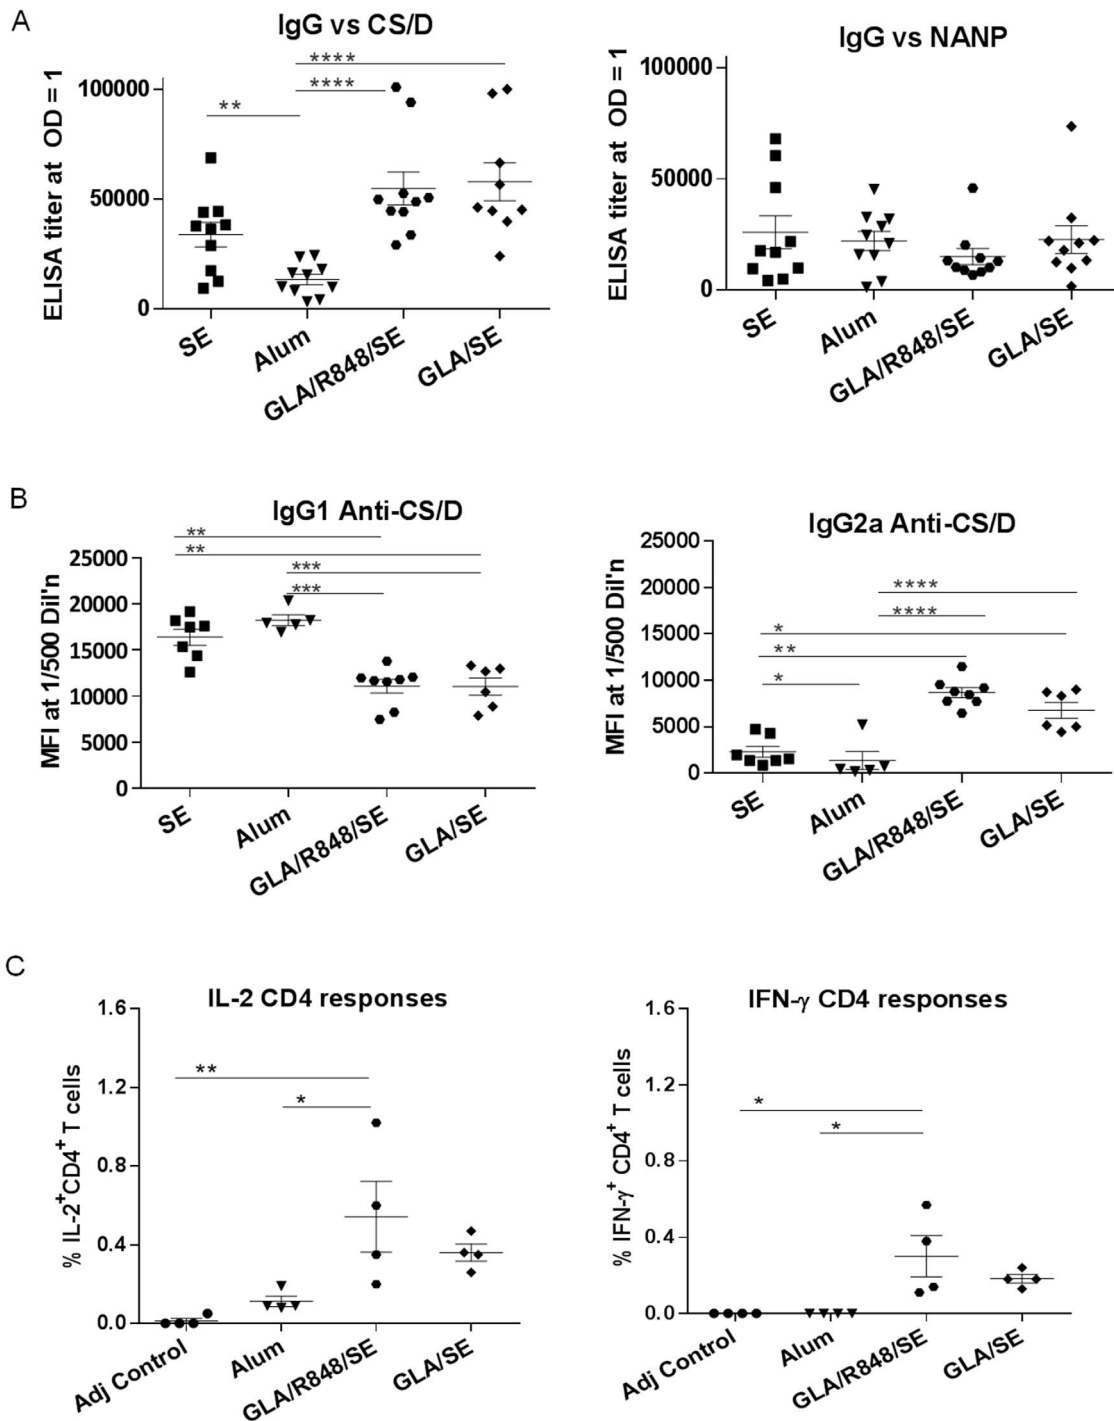 A
IgG vs CS/D
ELISA titer at OD = 1
100000
50000
0
**
****
****
SE
Alum
GLA/R848/SE
GLA/SE
IgG vs NANP
ELISA titer at OD = 1
100000
50000
0
SE
Alum
GLA/R848/SE
GLA/SE
B
IgG1 Anti-CS/D
MFI at 1/500 Dil'n
25000
20000
15000
10000
5000
0
**
**
***
***
SE
Alum
GLA/R848/SE
GLA/SE
IgG2a Anti-CS/D
MFI at 1/500 Dil'n
25000
20000
15000
10000
5000
0
****
****
*
**
*
SE
Alum
GLA/R848/SE
GLA/SE
C
IL-2 CD4 responses
% IL-2⁺CD4⁺ T cells
1.6
1.2
0.8
0.4
0.0
**
*
Adj Control
Alum
GLA/R848/SE
GLA/SE
IFN-γ CD4 responses
% IFN-γ⁺ CD4⁺ T cells
1.6
1.2
0.8
0.4
0.0
*
*
Adj Control
Alum
GLA/R848/SE
GLA/SE